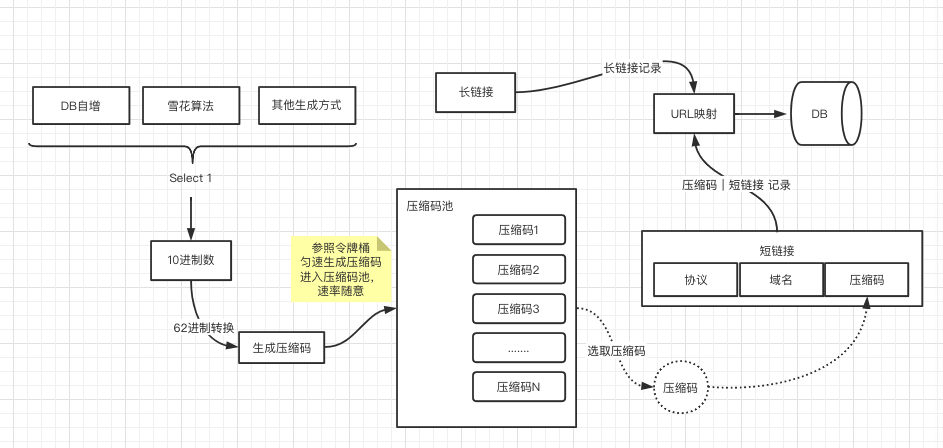 DB自增
雪花算法
其他生成方式
Select 1
10进制数
62进制转换
生成压缩码
参照令牌桶
匀速生成压缩码
进入压缩码池，
速率随意
压缩码池
压缩码1
压缩码2
压缩码3
.......
压缩码N
选取压缩码
压缩码
长链接
长链接记录
URL映射
DB
压缩码｜短链接 记录
短链接
协议
域名
压缩码